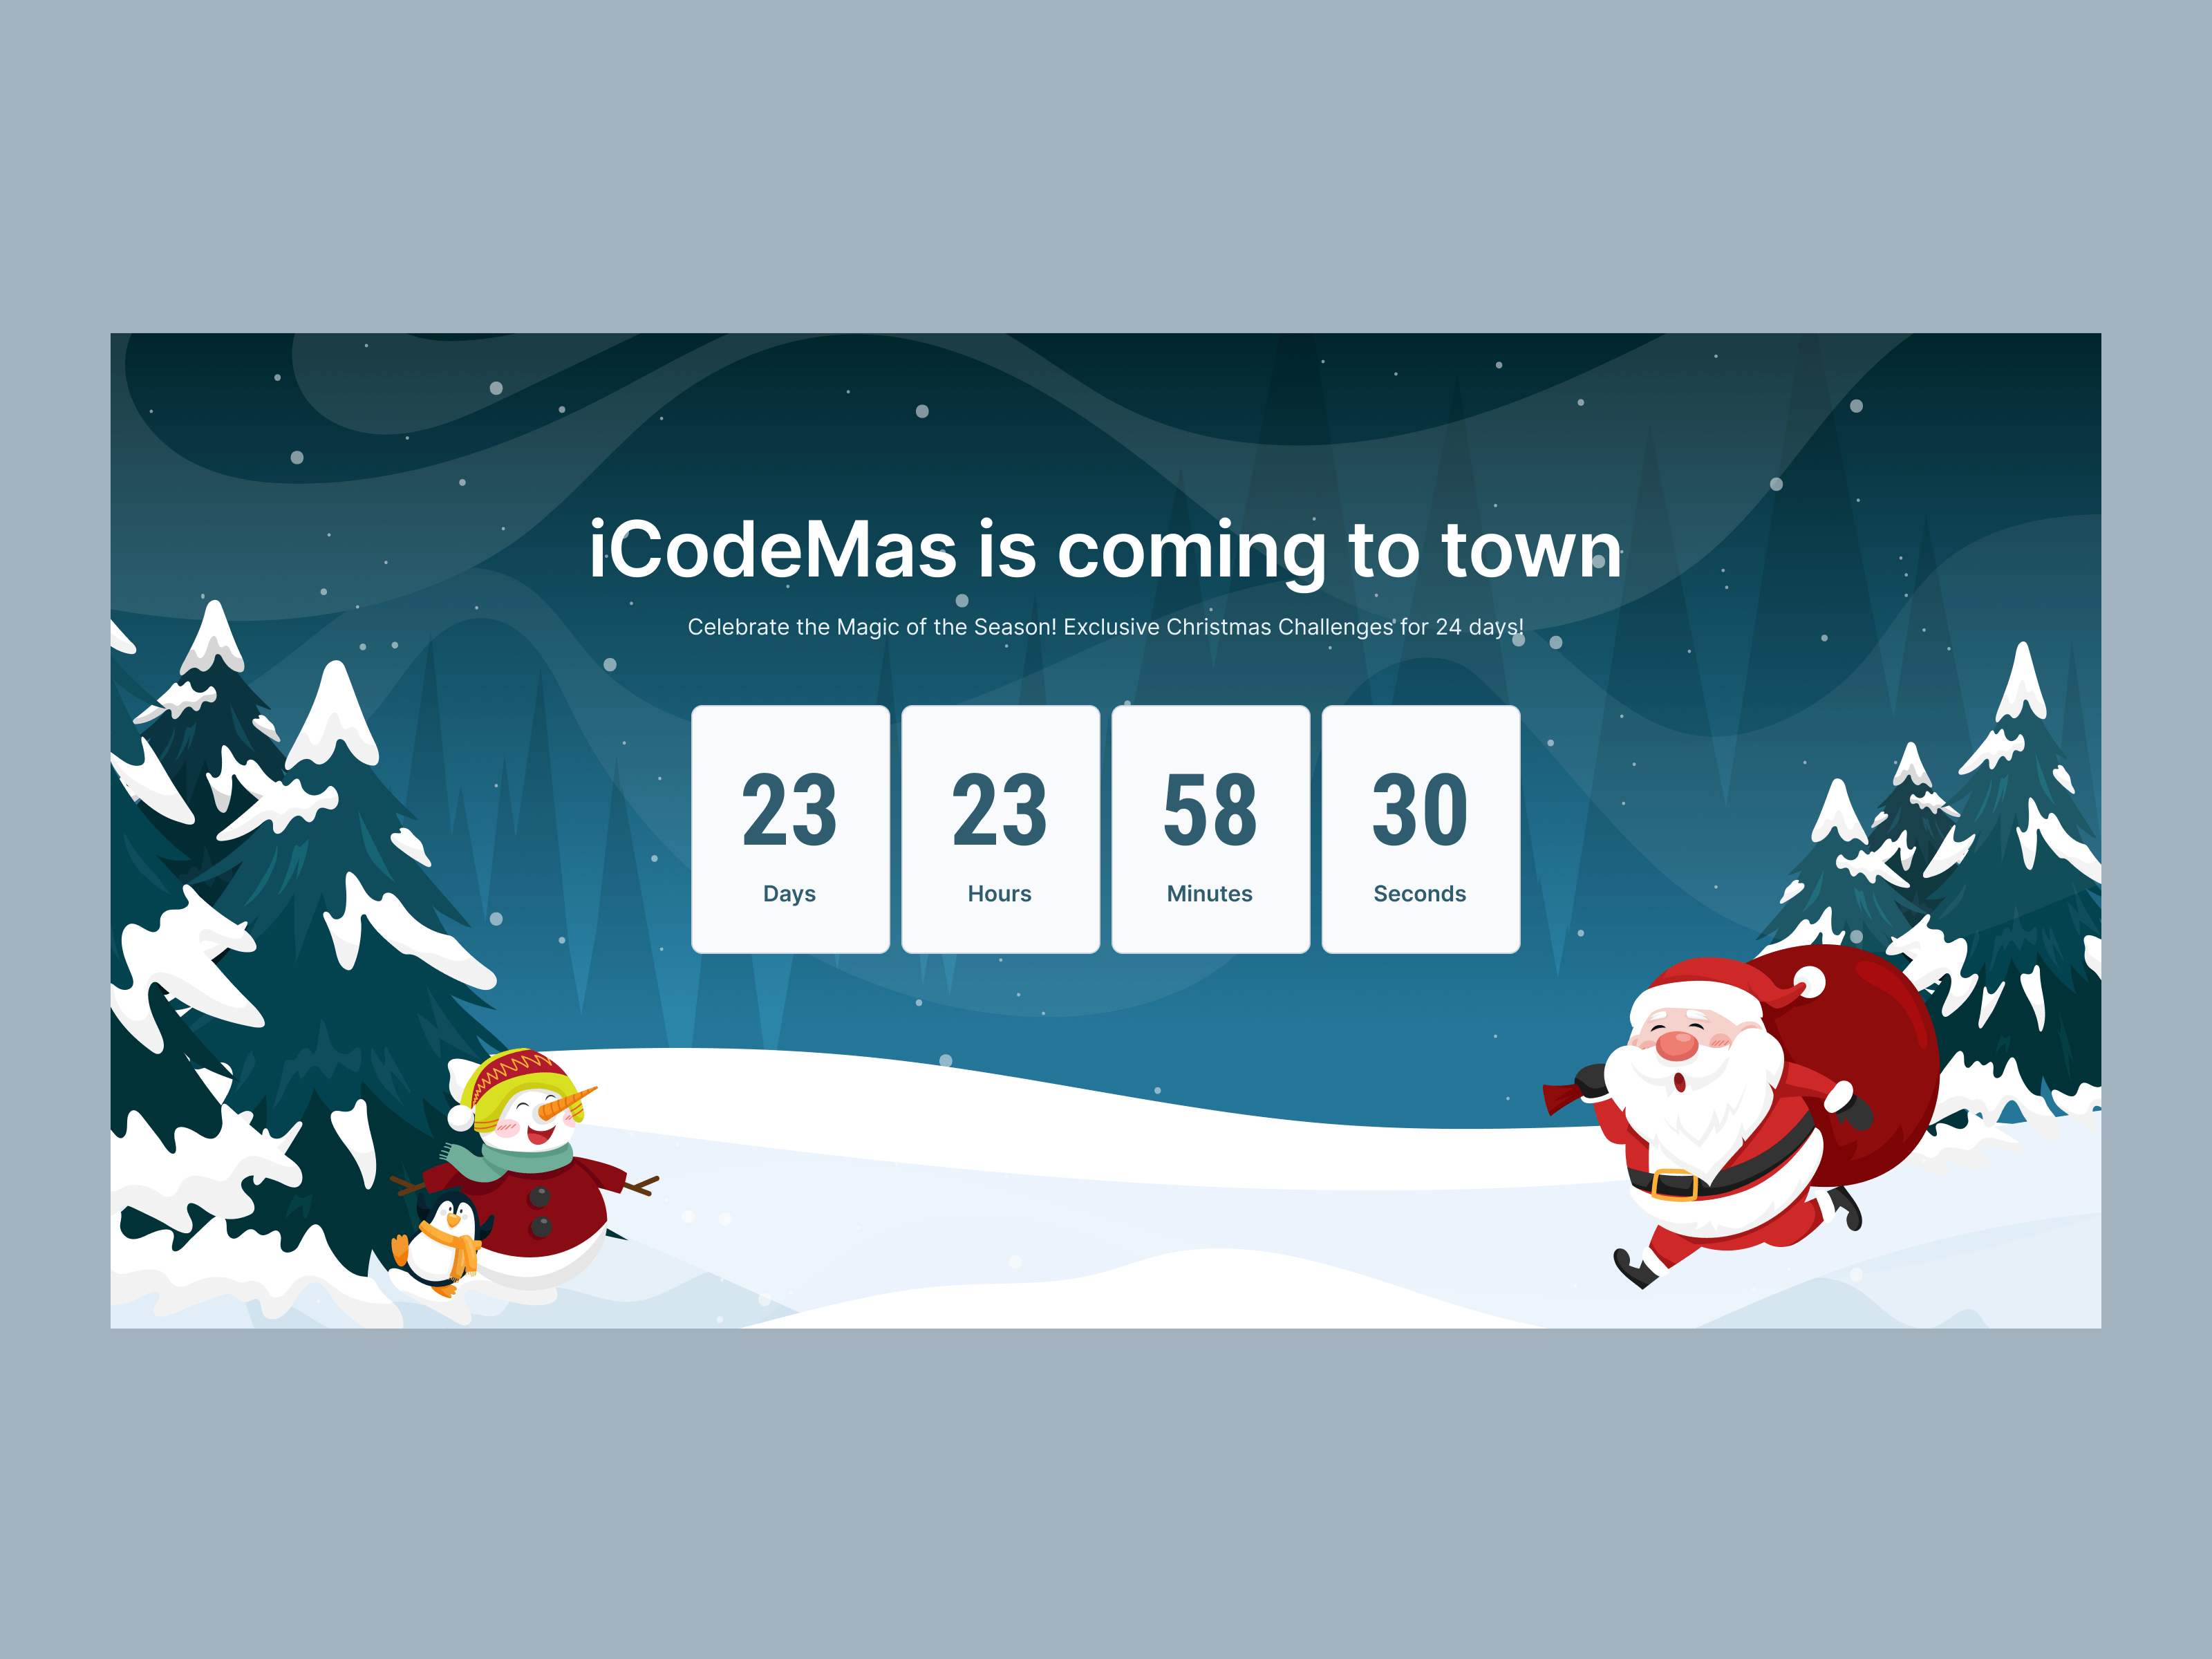 iCodeMas is coming to town
Celebrate the Magic of the Season! Exclusive Christmas Challenges for 24 days!
23 23 58 30
Days Hours Minutes Seconds